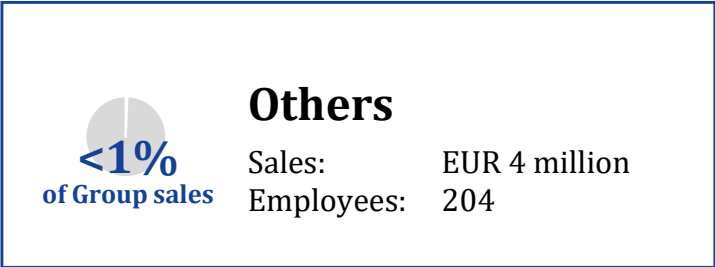 <1%
of Group sales
Others
Sales: EUR 4 million
Employees: 204